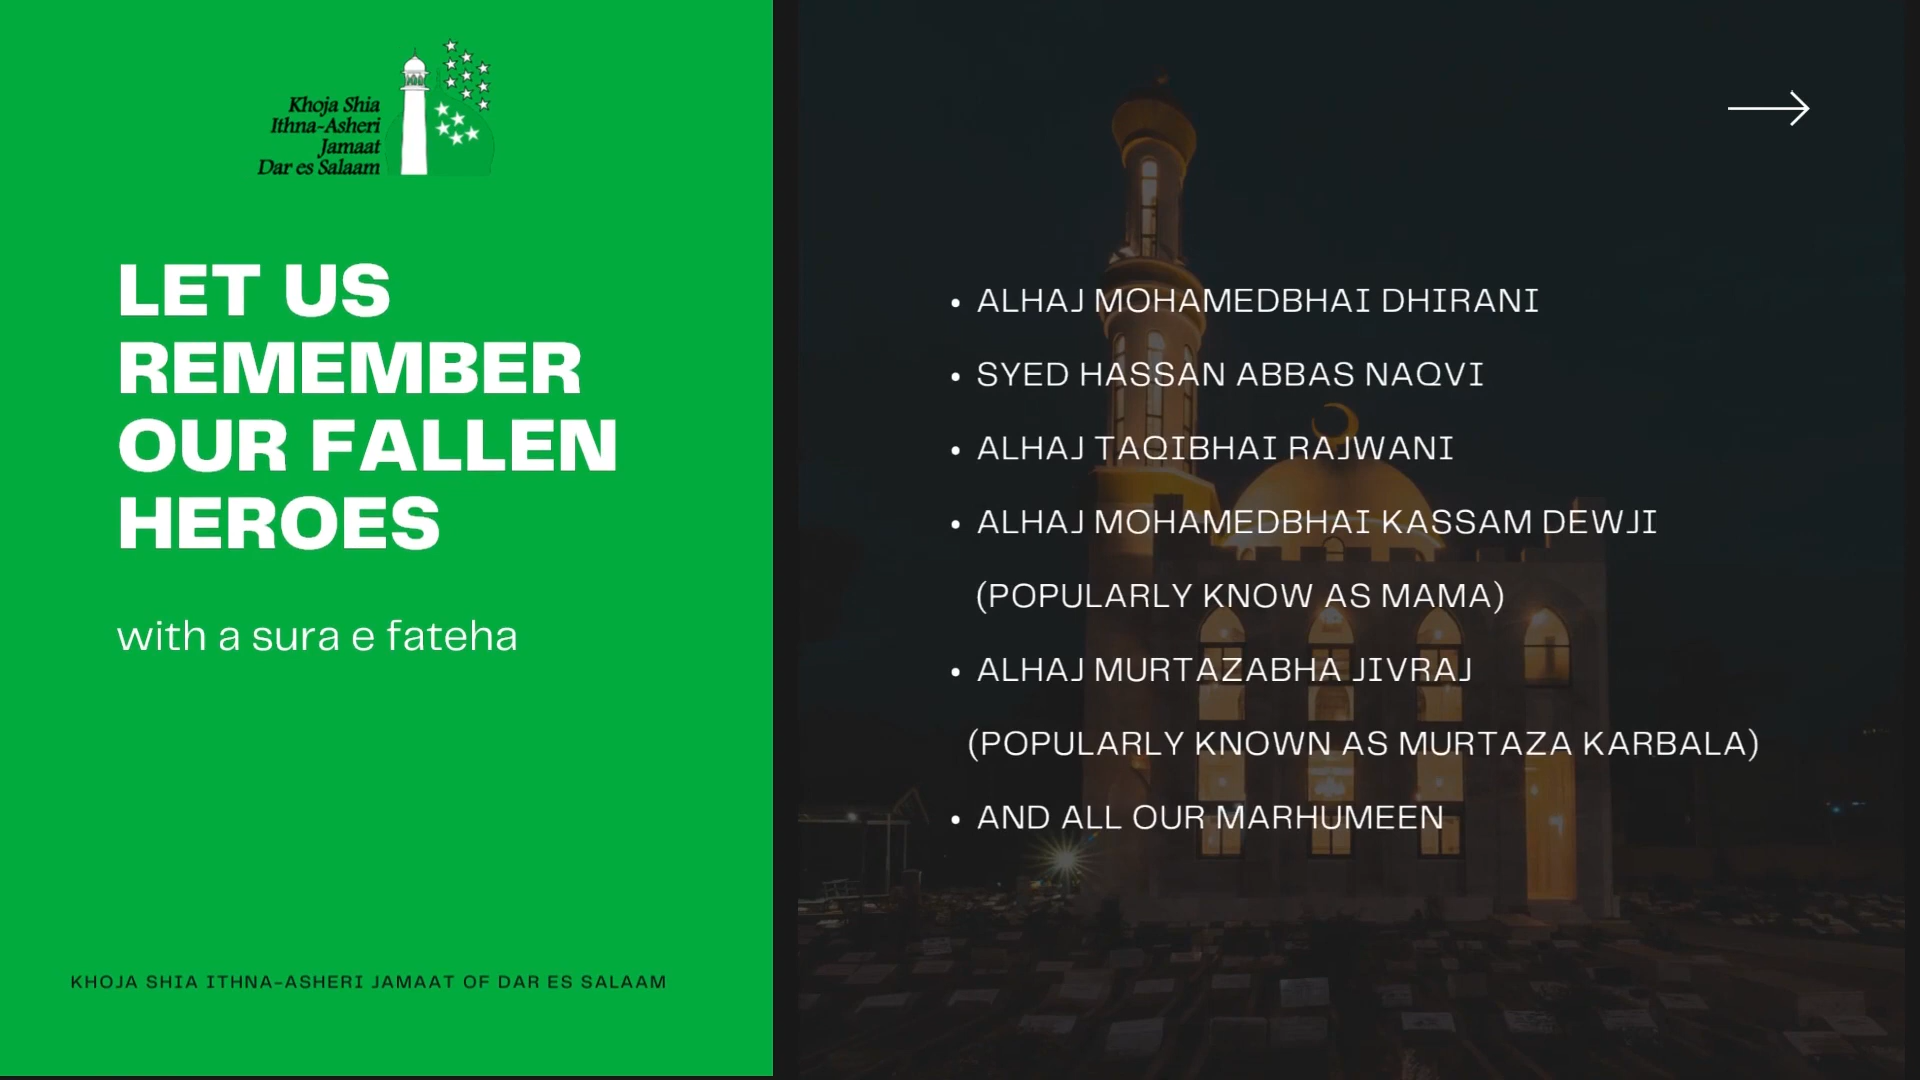 Khoja Shia
Ithna-Asheri
Jamaat
Dar es Salaam
LET US
REMEMBER
OUR FALLEN
HEROES
with a sura e fateha
KHOJA SHIA ITHNA-ASHERI JAMAAT OF DAR ES SALAAM
• ALHAJ MOHAMEDBHAI DHIRANI
• SYED HASSAN ABBAS NAQVI
• ALHAJ TAQIBHAI RAJWANI
• ALHAJ MOHAMEDBHAI KASSAM DEWJI
(POPULARLY KNOW AS MAMA)
• ALHAJ MURTAZABHA JIVRAJ
(POPULARLY KNOWN AS MURTAZA KARBALA)
• AND ALL OUR MARHUMEEN